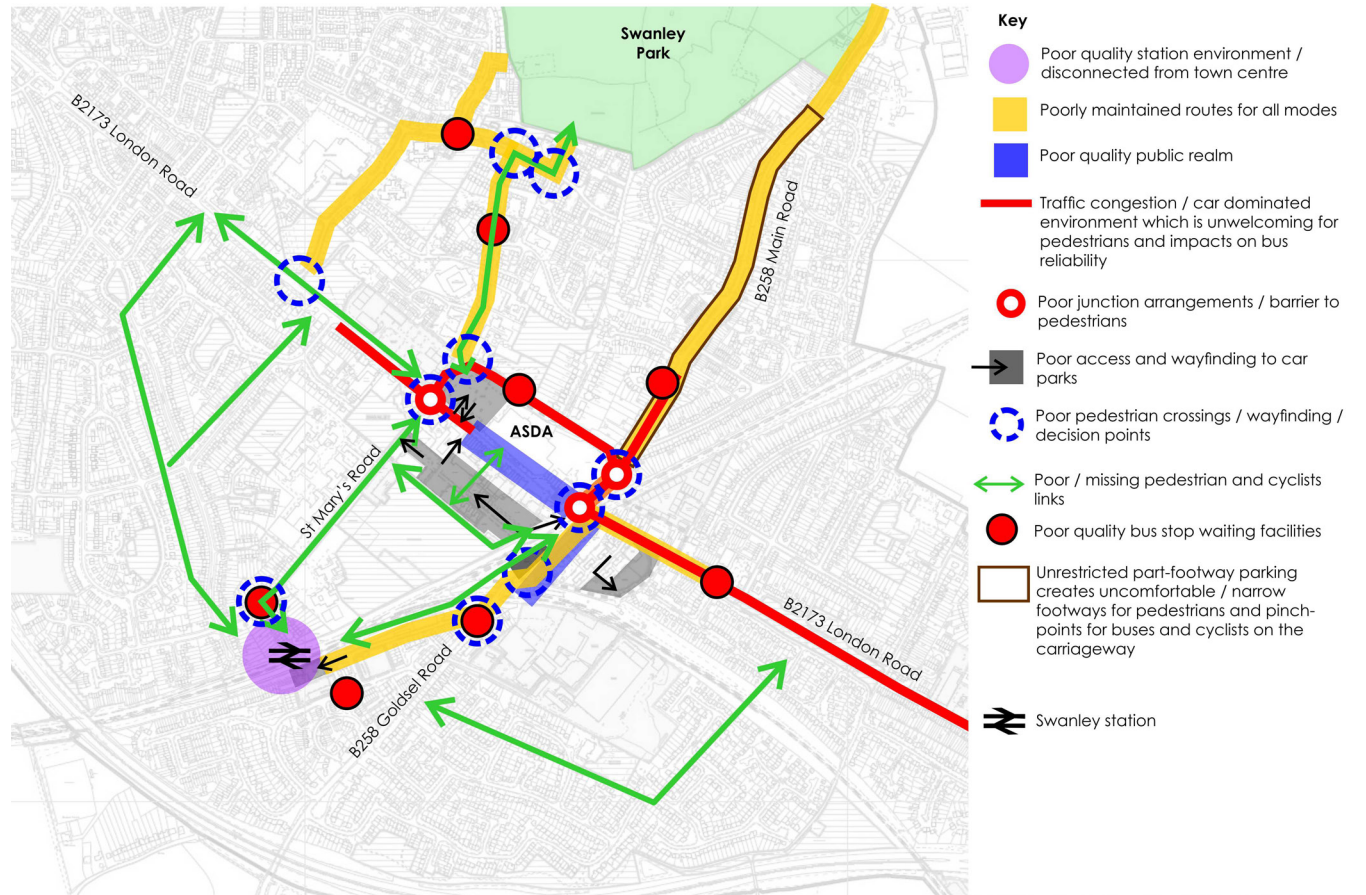 Swanley
Park
B2173 London Road
B258 Main Road
ASDA
St Mary's Road
B2173 London Road
B258 Goldsel Road
Key
Poor quality station environment /
disconnected from town centre
Poorly maintained routes for all modes
Poor quality public realm
Traffic congestion / car dominated
environment which is unwelcoming for
pedestrians and impacts on bus
reliability
Poor junction arrangements / barrier to
pedestrians
Poor access and wayfinding to car
parks
Poor pedestrian crossings / wayfinding /
decision points
Poor / missing pedestrian and cyclists
links
Poor quality bus stop waiting facilities
Unrestricted part-footway parking
creates uncomfortable / narrow
footways for pedestrians and pinch-
points for buses and cyclists on the
carriageway
Swanley station